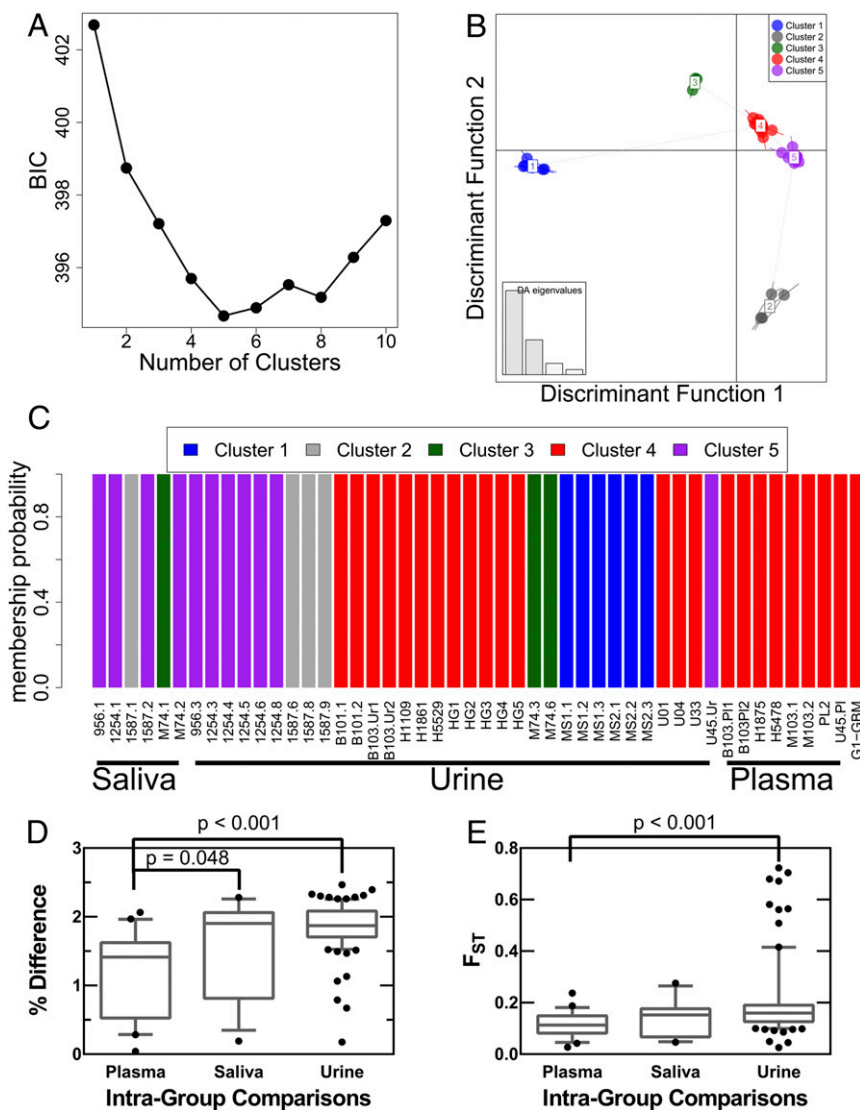 A
BIC
402
400
398
396
2
4
6
8
10
Number of Clusters
B
Discriminant Function 2
Cluster 1
Cluster 2
Cluster 3
Cluster 4
Cluster 5
3
4
5
1
2
DA eigenvalues
Discriminant Function 1
C
Cluster 1
Cluster 2
Cluster 3
Cluster 4
Cluster 5
membership probability
0.8
0.4
0.0
956.1
1254.1
1587.1
1587.2
M74.1
M74.2
956.3
1254.3
1254.4
1254.5
1254.6
1254.8
1587.6
1587.8
1587.9
B101.1
B101.2
B103.Ur1
B103.Ur2
H1109
H1861
H5529
HG1
HG2
HG3
HG4
HG5
M74.3
M74.6
MS1.1
MS1.2
MS1.3
MS2.1
MS2.2
MS2.3
U01
U04
U33
U45.Ur
B103.Pl1
B103Pl2
H1875
H5478
M103.1
M103.2
PL2
U45.Pl
G1-GBM
Saliva
Urine
Plasma
D
p < 0.001
p = 0.048
% Difference
3
2
1
0
Plasma
Saliva
Urine
Intra-Group Comparisons
E
p < 0.001
FST
0.8
0.6
0.4
0.2
0.0
Plasma
Saliva
Urine
Intra-Group Comparisons